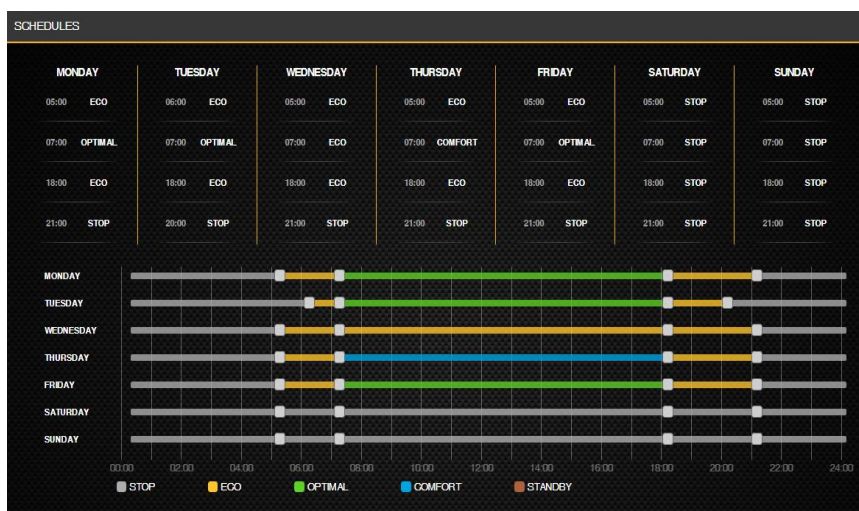 SCHEDULES
MONDAY TUESDAY WEDNESDAY THURSDAY FRIDAY SATURDAY SUNDAY
05:00 ECO 06:00 ECO 05:00 ECO 05:00 ECO 05:00 ECO 05:00 STOP 05:00 STOP
07:00 OPTIMAL 07:00 OPTIMAL 07:00 ECO 07:00 COMFORT 07:00 OPTIMAL 07:00 STOP 07:00 STOP
18:00 ECO 18:00 ECO 18:00 ECO 18:00 ECO 18:00 ECO 18:00 STOP 18:00 STOP
21:00 STOP 20:00 STOP 21:00 STOP 21:00 STOP 21:00 STOP 21:00 STOP 21:00 STOP
MONDAY
TUESDAY
WEDNESDAY
THURSDAY
FRIDAY
SATURDAY
SUNDAY
00:00 02:00 04:00 06:00 08:00 10:00 12:00 14:00 16:00 18:00 20:00 22:00 24:00
STOP ECO OPTIMAL COMFORT STANDBY